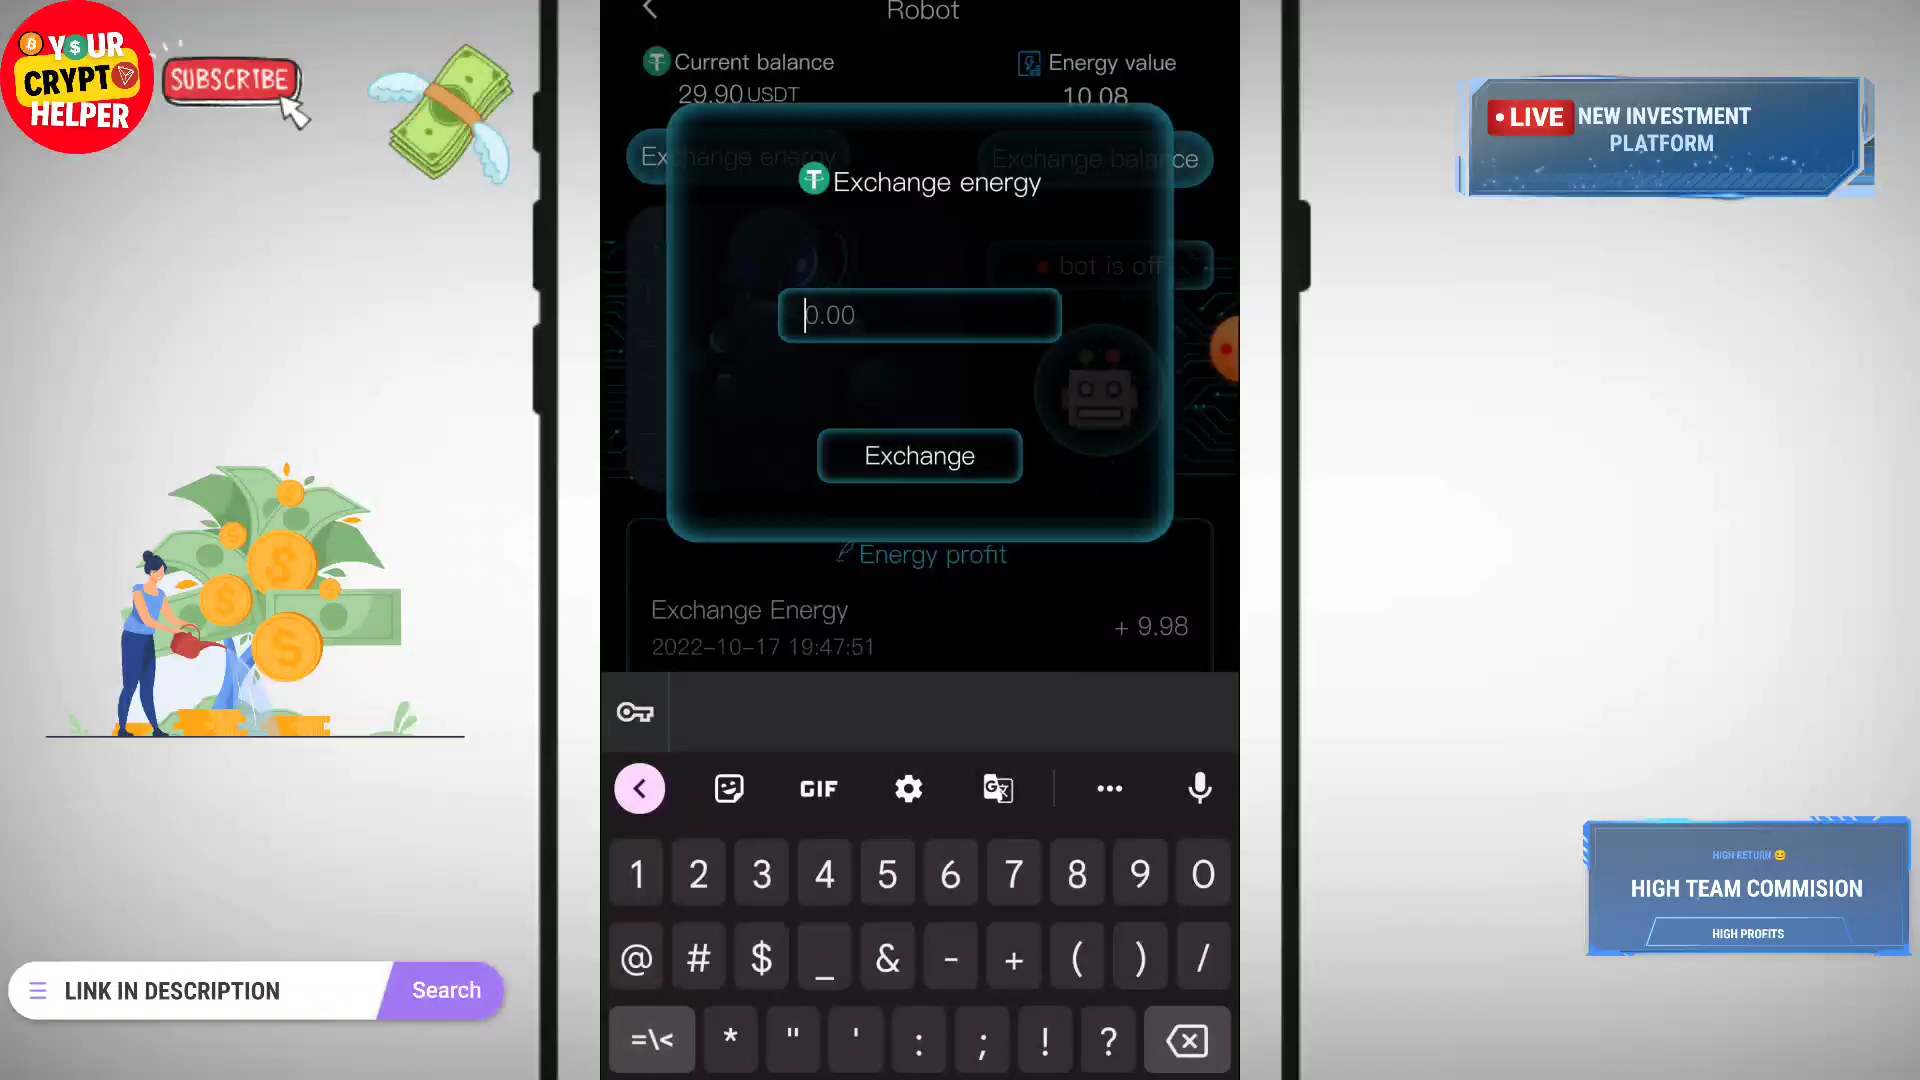 YOUR
CRYPTO
HELPER
SUBSCRIBE
Robot
Current balance
29.90 USDT
Energy value
10.08
Exchange energy
Exchange balance
Exchange energy
bot is off
0.00
Exchange
Energy profit
Exchange Energy
2022-10-17 19:47:51
+ 9.98
LIVE NEW INVESTMENT
PLATFORM
HIGH RETURN 😊
HIGH TEAM COMMISION
HIGH PROFITS
LINK IN DESCRIPTION
Search
GIF
1 2 3 4 5 6 7 8 9 0
@ # $ _ & - + ( ) /
=\< * " ' : ; ! ?